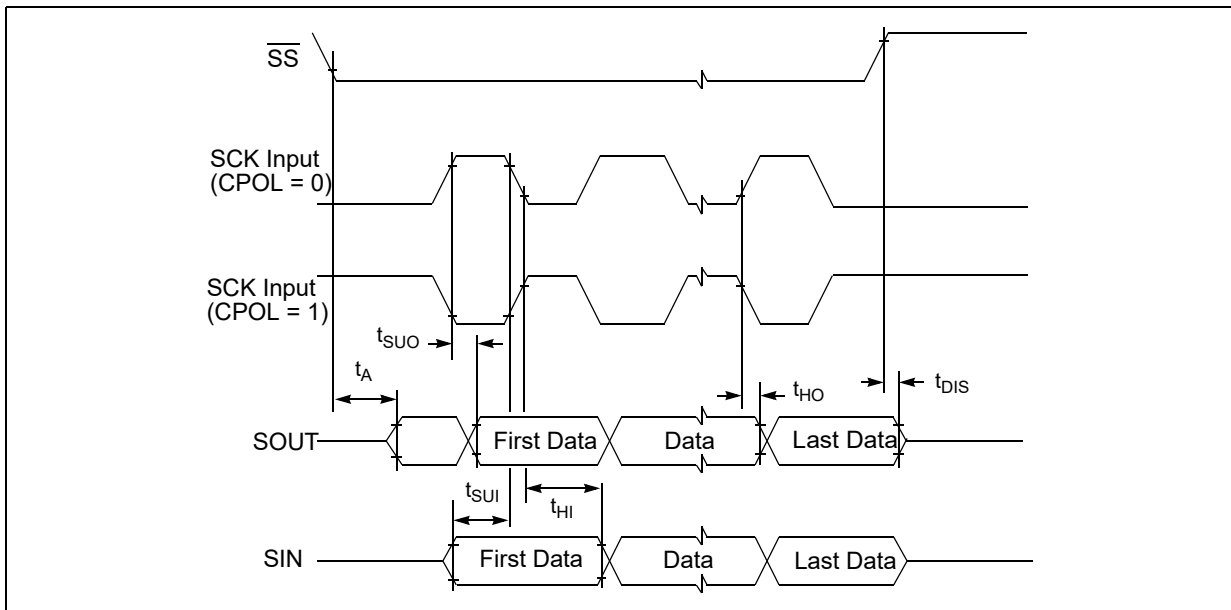 SS
SCK Input
(CPOL = 0)
SCK Input
(CPOL = 1)
tSUO
tA
tHO
tDIS
SOUT
First Data
Data
Last Data
tSUI
tHI
SIN
First Data
Data
Last Data